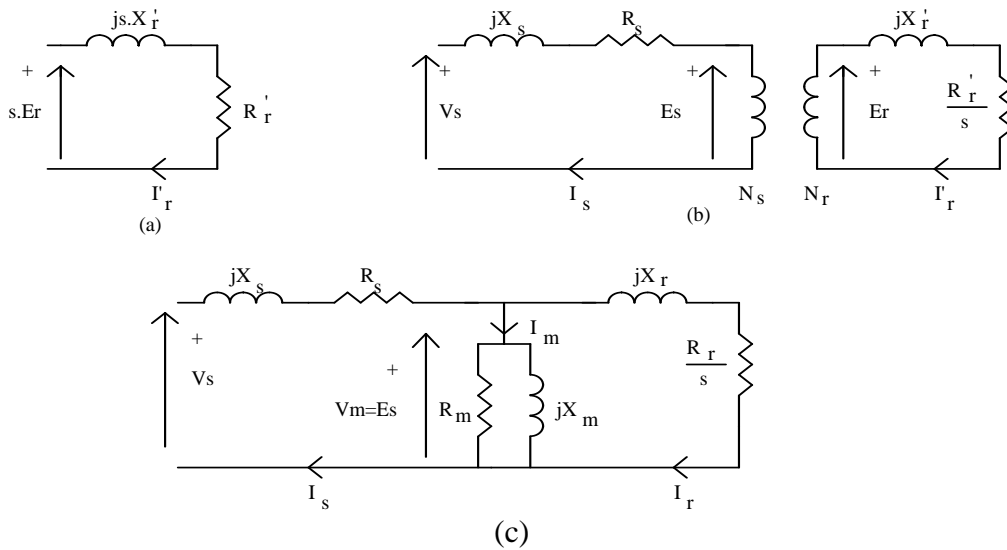 js.X'r
+
s.Er
R'r
I'r
(a)
jXs
Rs
+
Vs
+
Es
Is
Ns
jX'r
+
Er
R'r
s
Nr
I'r
(b)
jXs
Rs
jXr
+
Vs
Im
+
Vm=Es
Rm
jXm
Rr
s
Is
Ir
(c)